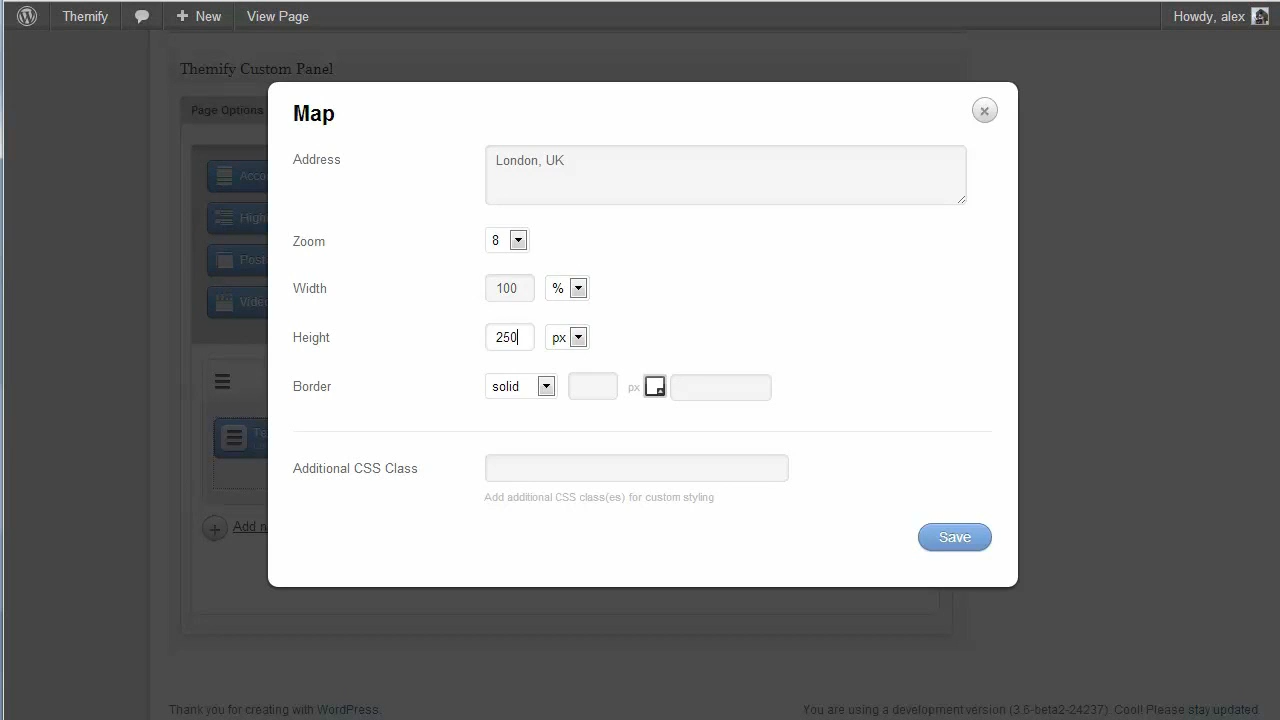 Themify New View Page Howdy, alex
Themify Custom Panel
Page Options
Map
Address London, UK
Zoom 8
Width 100 %
Height 250 px
Border solid px
Additional CSS Class
Add additional CSS class(es) for custom styling
Save
Add
Thank you for creating with WordPress. You are using a development version (3.5-beta2-24237). Cool! Please stay updated